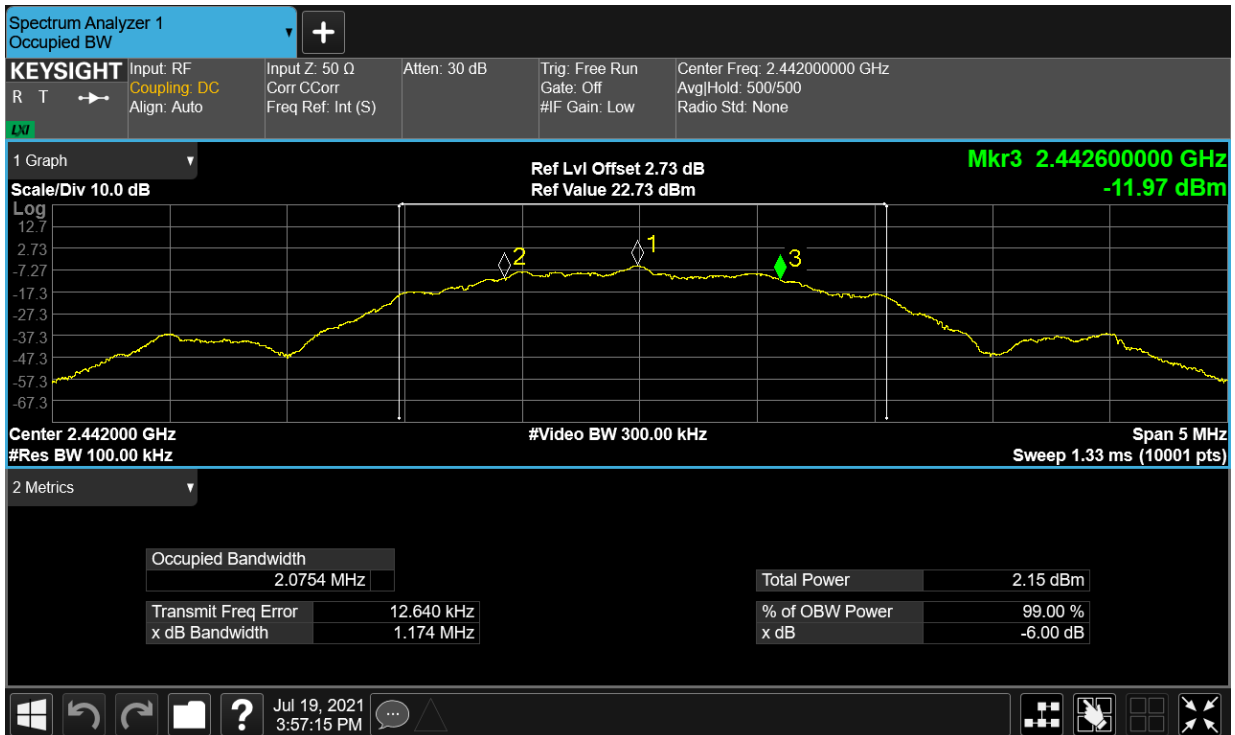 Spectrum Analyzer 1
Occupied BW
+
KEYSIGHT
R T
LXI
Input: RF
Coupling: DC
Align: Auto
Input Z: 50 Ω
Corr CCorr
Freq Ref: Int (S)
Atten: 30 dB
Trig: Free Run
Gate: Off
#IF Gain: Low
Center Freq: 2.442000000 GHz
Avg|Hold: 500/500
Radio Std: None
1 Graph
Scale/Div 10.0 dB
Ref Lvl Offset 2.73 dB
Ref Value 22.73 dBm
Mkr3 2.442600000 GHz
-11.97 dBm
Log
12.7
2.73
-7.27
-17.3
-27.3
-37.3
-47.3
-57.3
-67.3
2
1
3
Center 2.442000 GHz
#Video BW 300.00 kHz
Span 5 MHz
#Res BW 100.00 kHz
Sweep 1.33 ms (10001 pts)
2 Metrics
Occupied Bandwidth
2.0754 MHz
Transmit Freq Error 12.640 kHz
x dB Bandwidth 1.174 MHz
Total Power 2.15 dBm
% of OBW Power 99.00 %
x dB -6.00 dB
?
Jul 19, 2021
3:57:15 PM